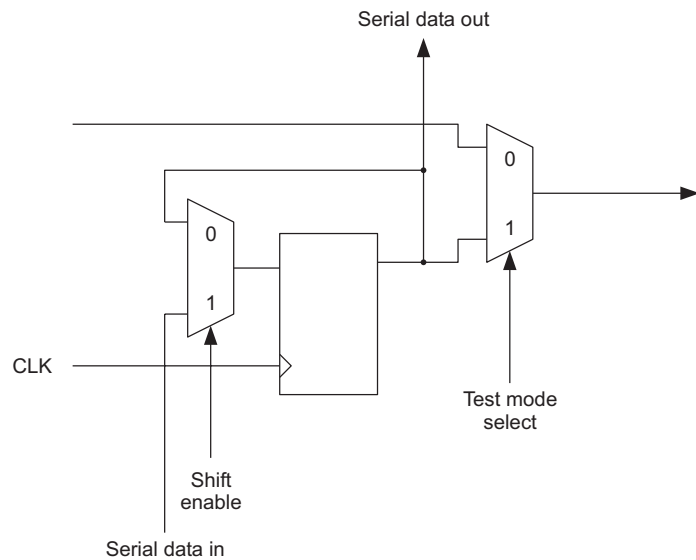 Serial data out
0
1
0
1
CLK
Test mode
select
Shift
enable
Serial data in